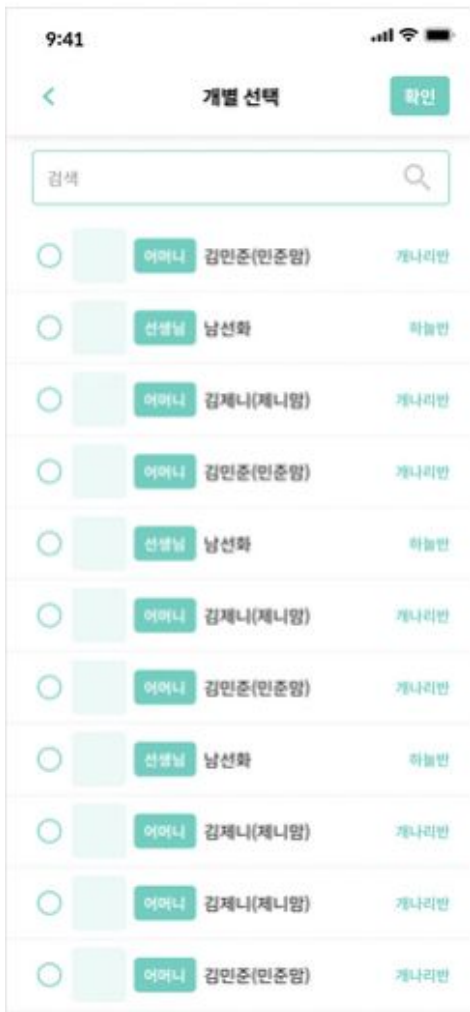 9:41
개별 선택 확인
검색
어머니 김민준(민준맘) 개나리반
선생님 남선화 하늘반
어머니 김제니(제니맘) 개나리반
어머니 김민준(민준맘) 개나리반
선생님 남선화 하늘반
어머니 김제니(제니맘) 개나리반
어머니 김민준(민준맘) 개나리반
선생님 남선화 하늘반
어머니 김제니(제니맘) 개나리반
어머니 김제니(제니맘) 개나리반
어머니 김민준(민준맘) 개나리반